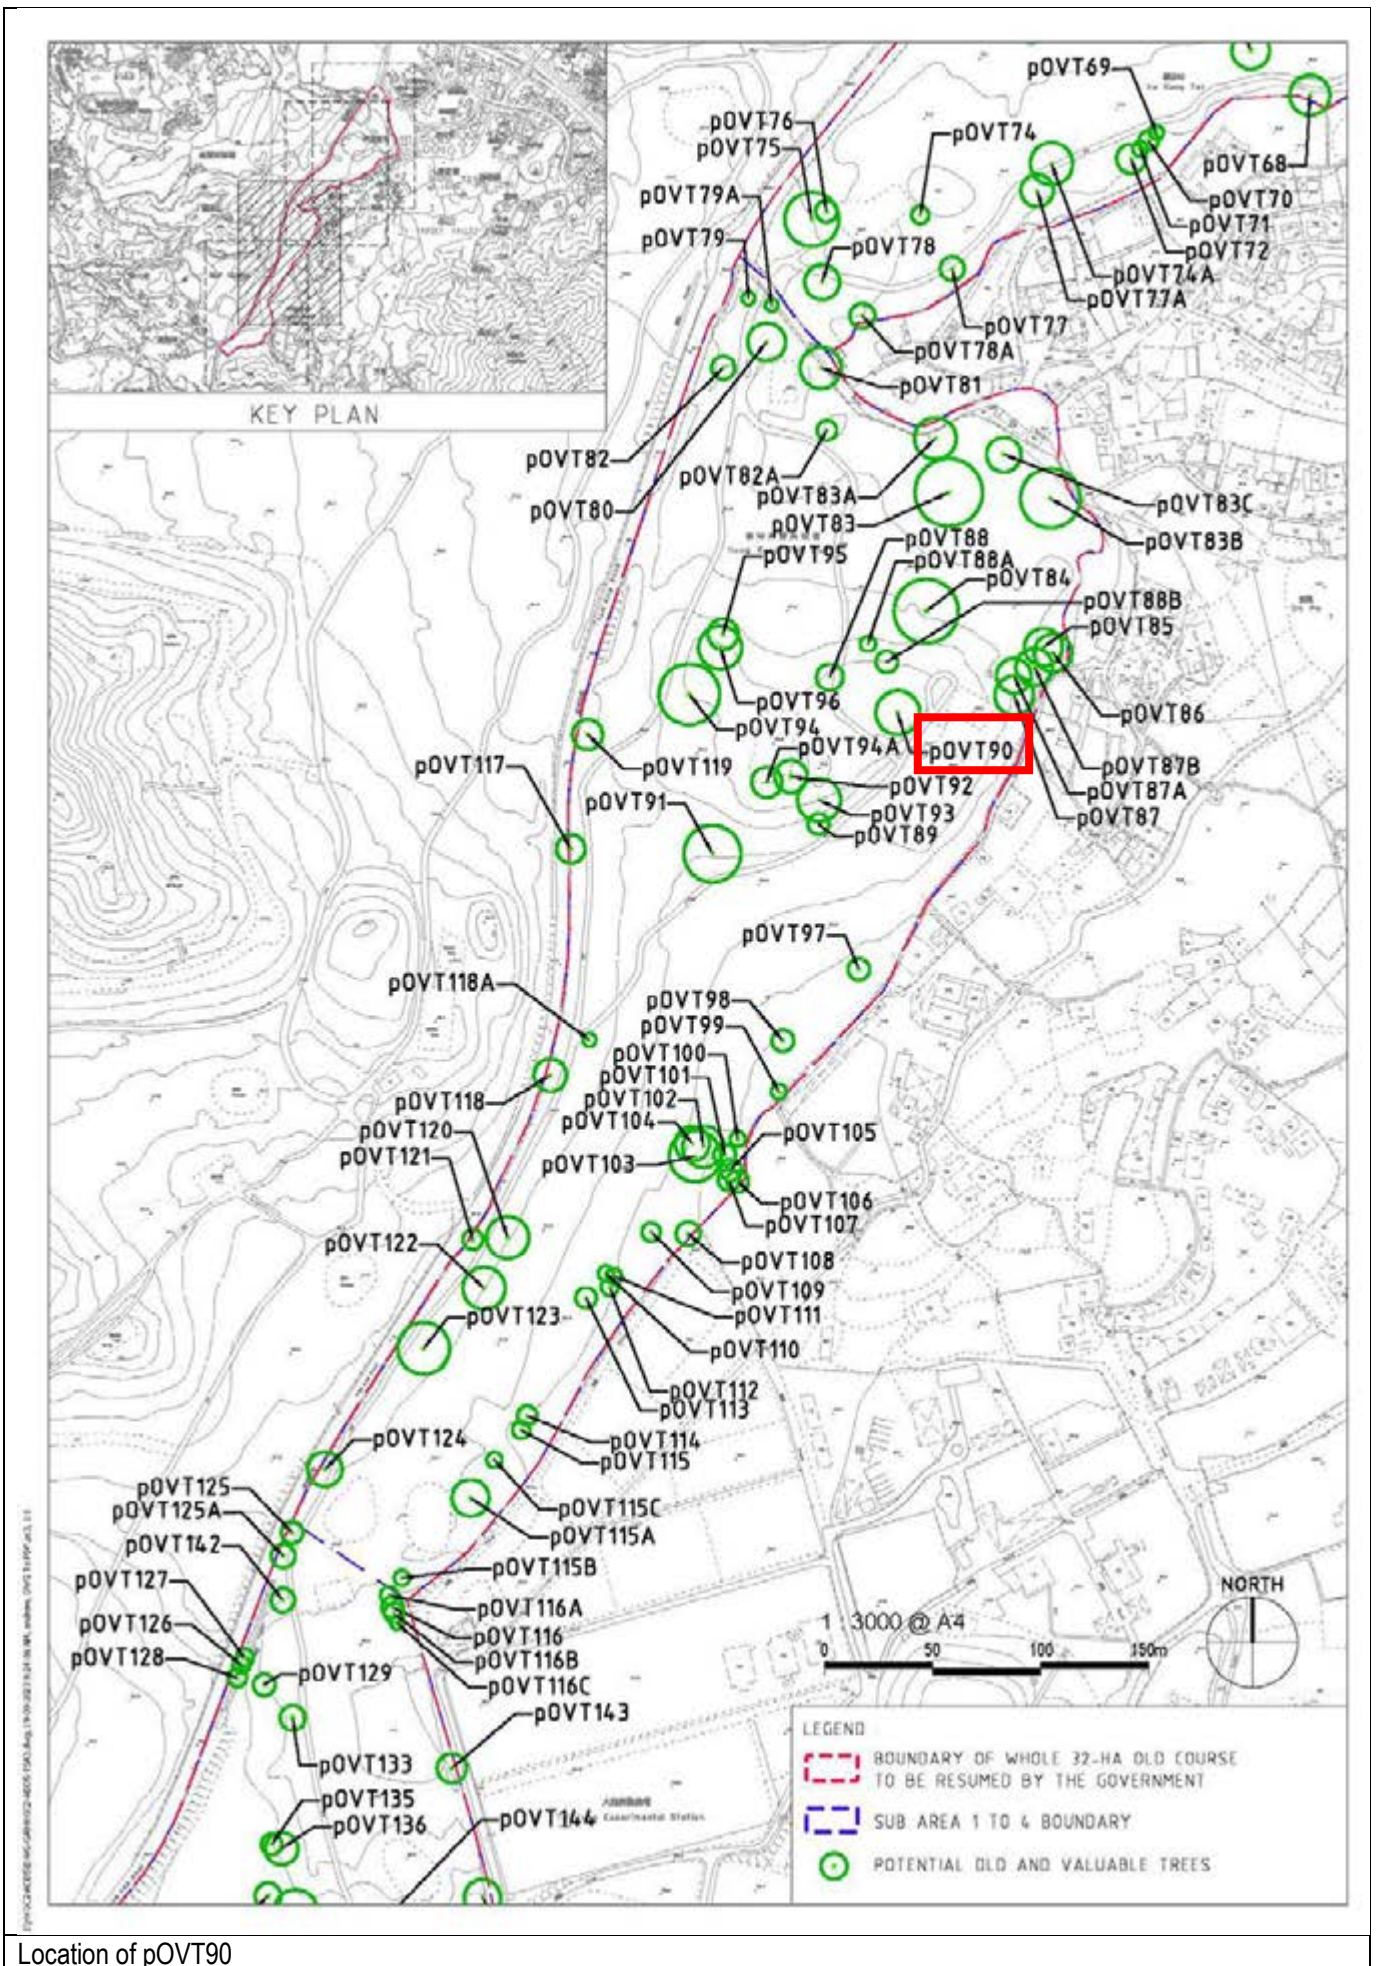 KEY PLAN
pOVT69
pOVT76
pOVT75
pOVT74
pOVT68
pOVT79A
pOVT70
pOVT71
pOVT79
pOVT78
pOVT72
pOVT74A
pOVT77A
pOVT77
pOVT78A
pOVT81
pOVT82
pOVT82A
pOVT83A
pOVT83C
pOVT80
pOVT83
pOVT88
pOVT83B
pOVT95
pOVT88A
pOVT84
pOVT88B
pOVT85
pOVT96
pOVT86
pOVT94
pOVT94A
pOVT90
pOVT117
pOVT119
pOVT87B
pOVT92
pOVT87A
pOVT91
pOVT93
pOVT87
pOVT89
pOVT97
pOVT118A
pOVT98
pOVT99
pOVT100
pOVT101
pOVT118
pOVT102
pOVT104
pOVT120
pOVT105
pOVT121
pOVT103
pOVT106
pOVT107
pOVT122
pOVT108
pOVT109
pOVT123
pOVT111
pOVT110
pOVT112
pOVT113
pOVT124
pOVT114
pOVT115
pOVT125
pOVT125A
pOVT115C
pOVT142
pOVT115A
pOVT115B
pOVT127
pOVT116A
pOVT126
pOVT116
pOVT128
pOVT116B
pOVT129
pOVT116C
pOVT143
pOVT133
pOVT135
pOVT136
pOVT144
Experimental Station
NORTH
1 : 3000 @ A4
0 50 100 150m
LEGEND
BOUNDARY OF WHOLE 32-HA OLD COURSE
TO BE RESUMED BY THE GOVERNMENT
SUB AREA 1 TO 4 BOUNDARY
POTENTIAL OLD AND VALUABLE TREES
Location of pOVT90